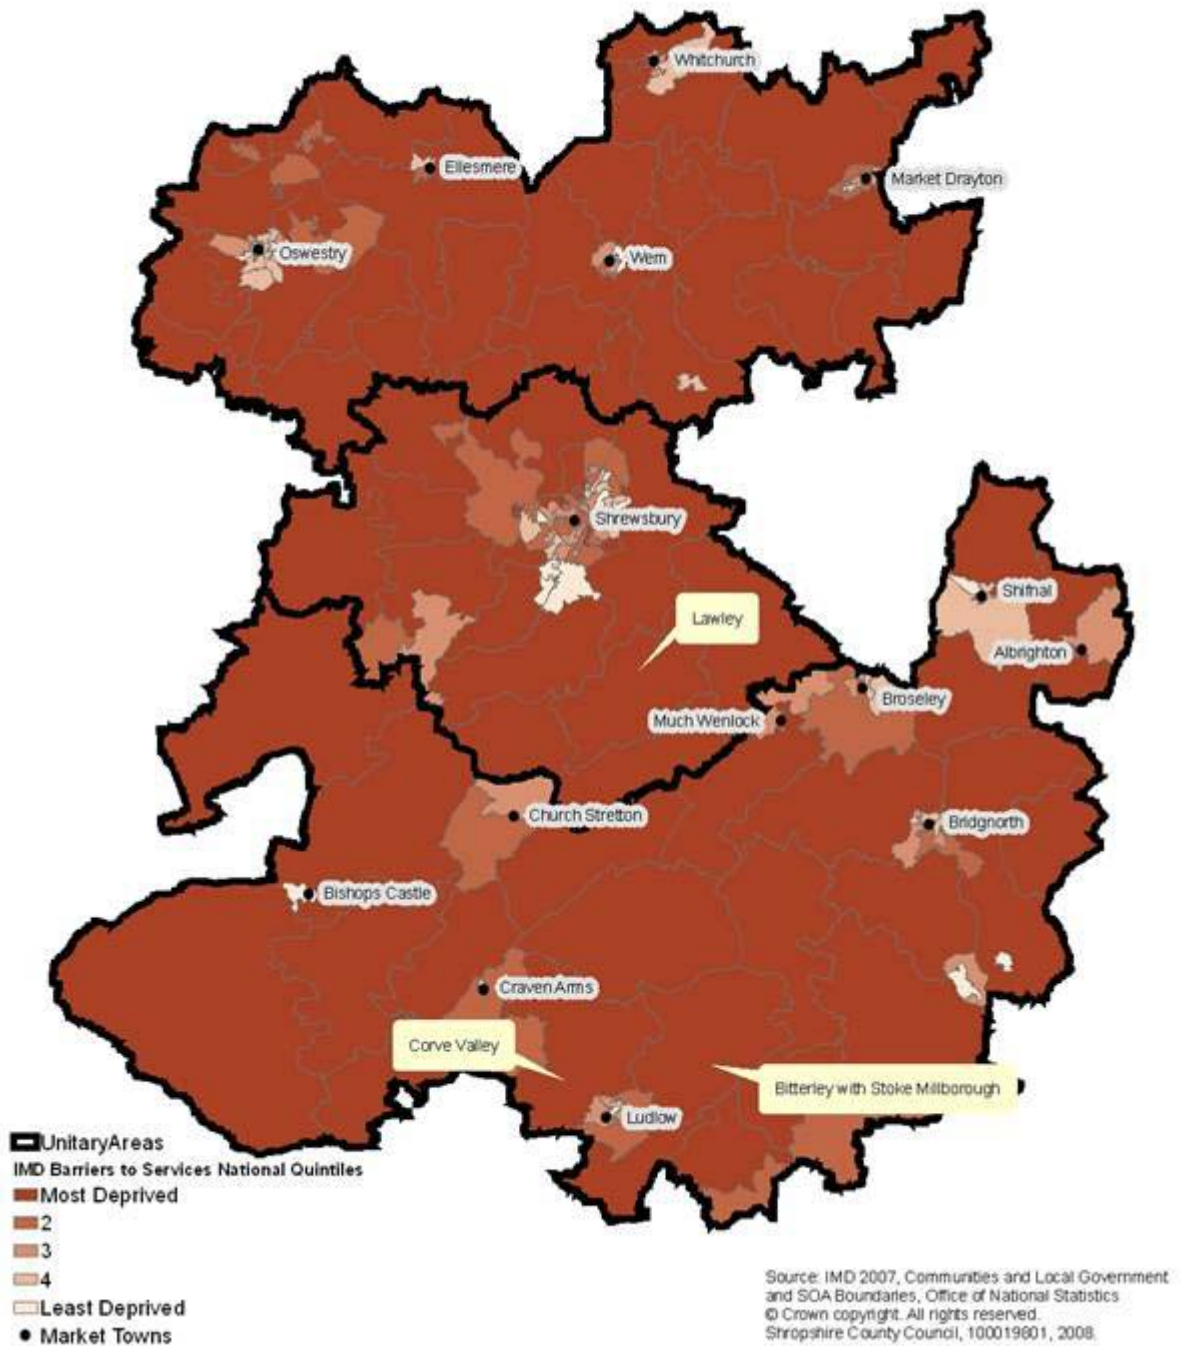 Whitchurch
Ellesmere
Market Drayton
Oswestry
Wem
Shrewsbury
Lawley
Shifnal
Albrighton
Broseley
Much Wenlock
Church Stretton
Bridgnorth
Bishops Castle
Craven Arms
Corve Valley
Bitterley with Stoke Millborough
Ludlow
UnitaryAreas
IMD Barriers to Services National Quintiles
Most Deprived
2
3
4
Least Deprived
Market Towns
Source: IMD 2007, Communities and Local Government
and SOA Boundaries, Office of National Statistics
© Crown copyright. All rights reserved.
Shropshire County Council, 100019801, 2008.